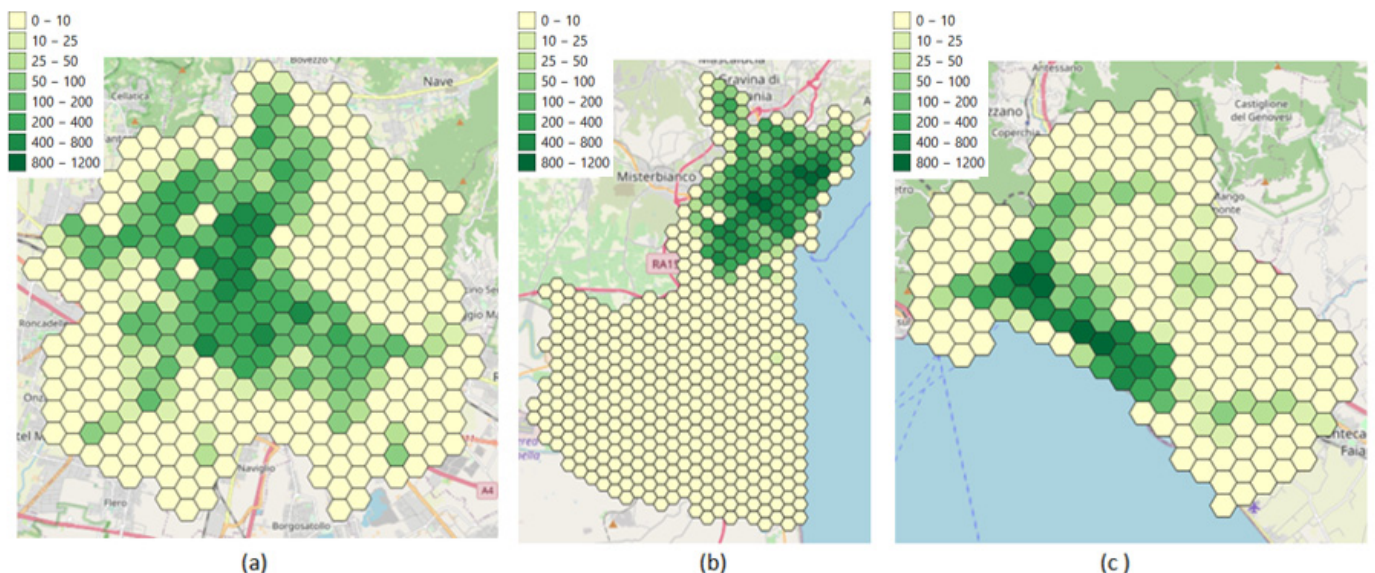 0 – 10
10 – 25
25 – 50
50 – 100
100 – 200
200 – 400
400 – 800
800 – 1200
Bovezzo
Nave
Cellatica
Roncadelle
Flero
Naviglio
Borgosatollo
A4
(a)
0 – 10
10 – 25
25 – 50
50 – 100
100 – 200
200 – 400
400 – 800
800 – 1200
Gravina di
Misterbianco
RA15
(b)
0 – 10
10 – 25
25 – 50
50 – 100
100 – 200
200 – 400
400 – 800
800 – 1200
Antessano
zzano
Coperchia
Castiglione
del Genovesi
Faia
(c )